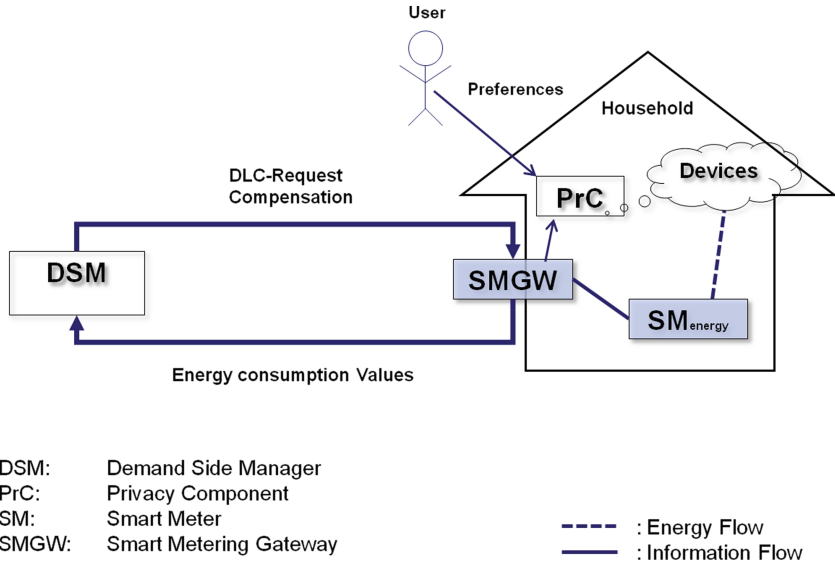 User
Preferences
Household
Devices
DLC-Request
Compensation
PrC
DSM
SMGW
SMenergy
Energy consumption Values
DSM: Demand Side Manager
PrC: Privacy Component
SM: Smart Meter
SMGW: Smart Metering Gateway
: Energy Flow
: Information Flow